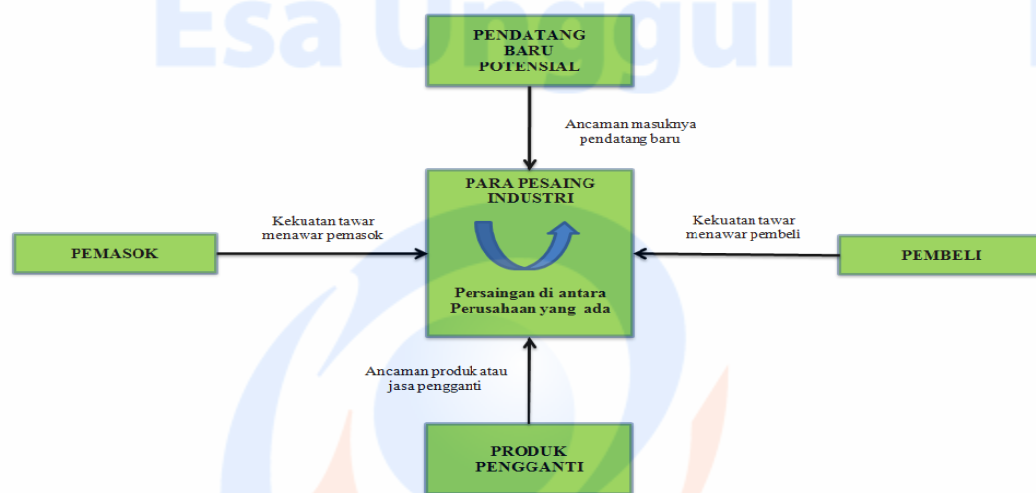 Esa Unggul
PENDATANG
BARU
POTENSIAL
Ancaman masuknya
pendatang baru
PARA PESAING
INDUSTRI
Kekuatan tawar
menawar pemasok
Kekuatan tawar
menawar pembeli
PEMASOK
PEMBELI
Persaingan di antara
Perusahaan yang ada
Ancaman produk atau
jasa pengganti
PRODUK
PENGGANTI